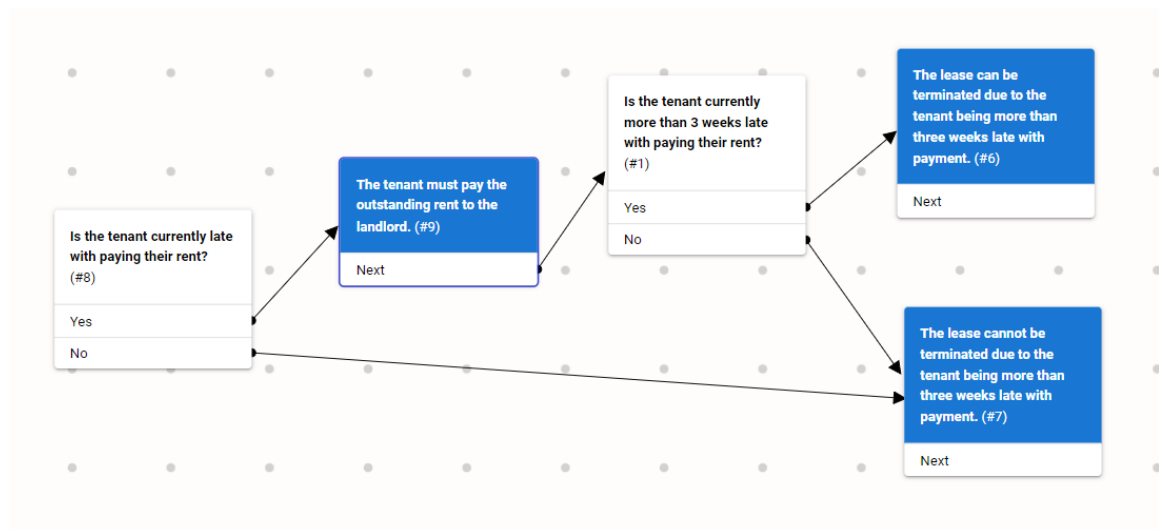 Is the tenant currently late
with paying their rent?
(#8)
Yes
No
The tenant must pay the
outstanding rent to the
landlord. (#9)
Next
Is the tenant currently
more than 3 weeks late
with paying their rent?
(#1)
Yes
No
The lease can be
terminated due to the
tenant being more than
three weeks late with
payment. (#6)
Next
The lease cannot be
terminated due to the
tenant being more than
three weeks late with
payment. (#7)
Next